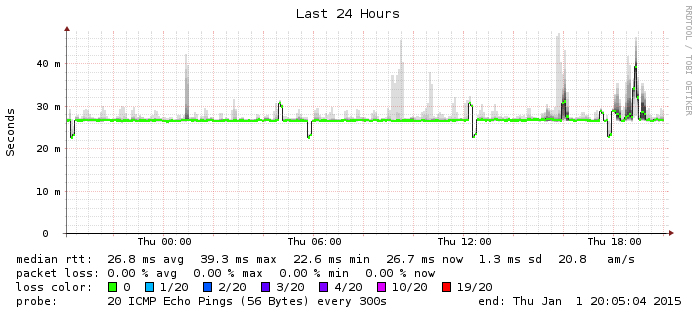 Last 24 Hours
RRDTOOL / TOBI OETIKER
Seconds
40 m
30 m
20 m
10 m
0
Thu 00:00 Thu 06:00 Thu 12:00 Thu 18:00
median rtt: 26.8 ms avg 39.3 ms max 22.6 ms min 26.7 ms now 1.3 ms sd 20.8 am/s
packet loss: 0.00 % avg 0.00 % max 0.00 % min 0.00 % now
loss color: 0 1/20 2/20 3/20 4/20 10/20 19/20
probe: 20 ICMP Echo Pings (56 Bytes) every 300s end: Thu Jan 1 20:05:04 2015